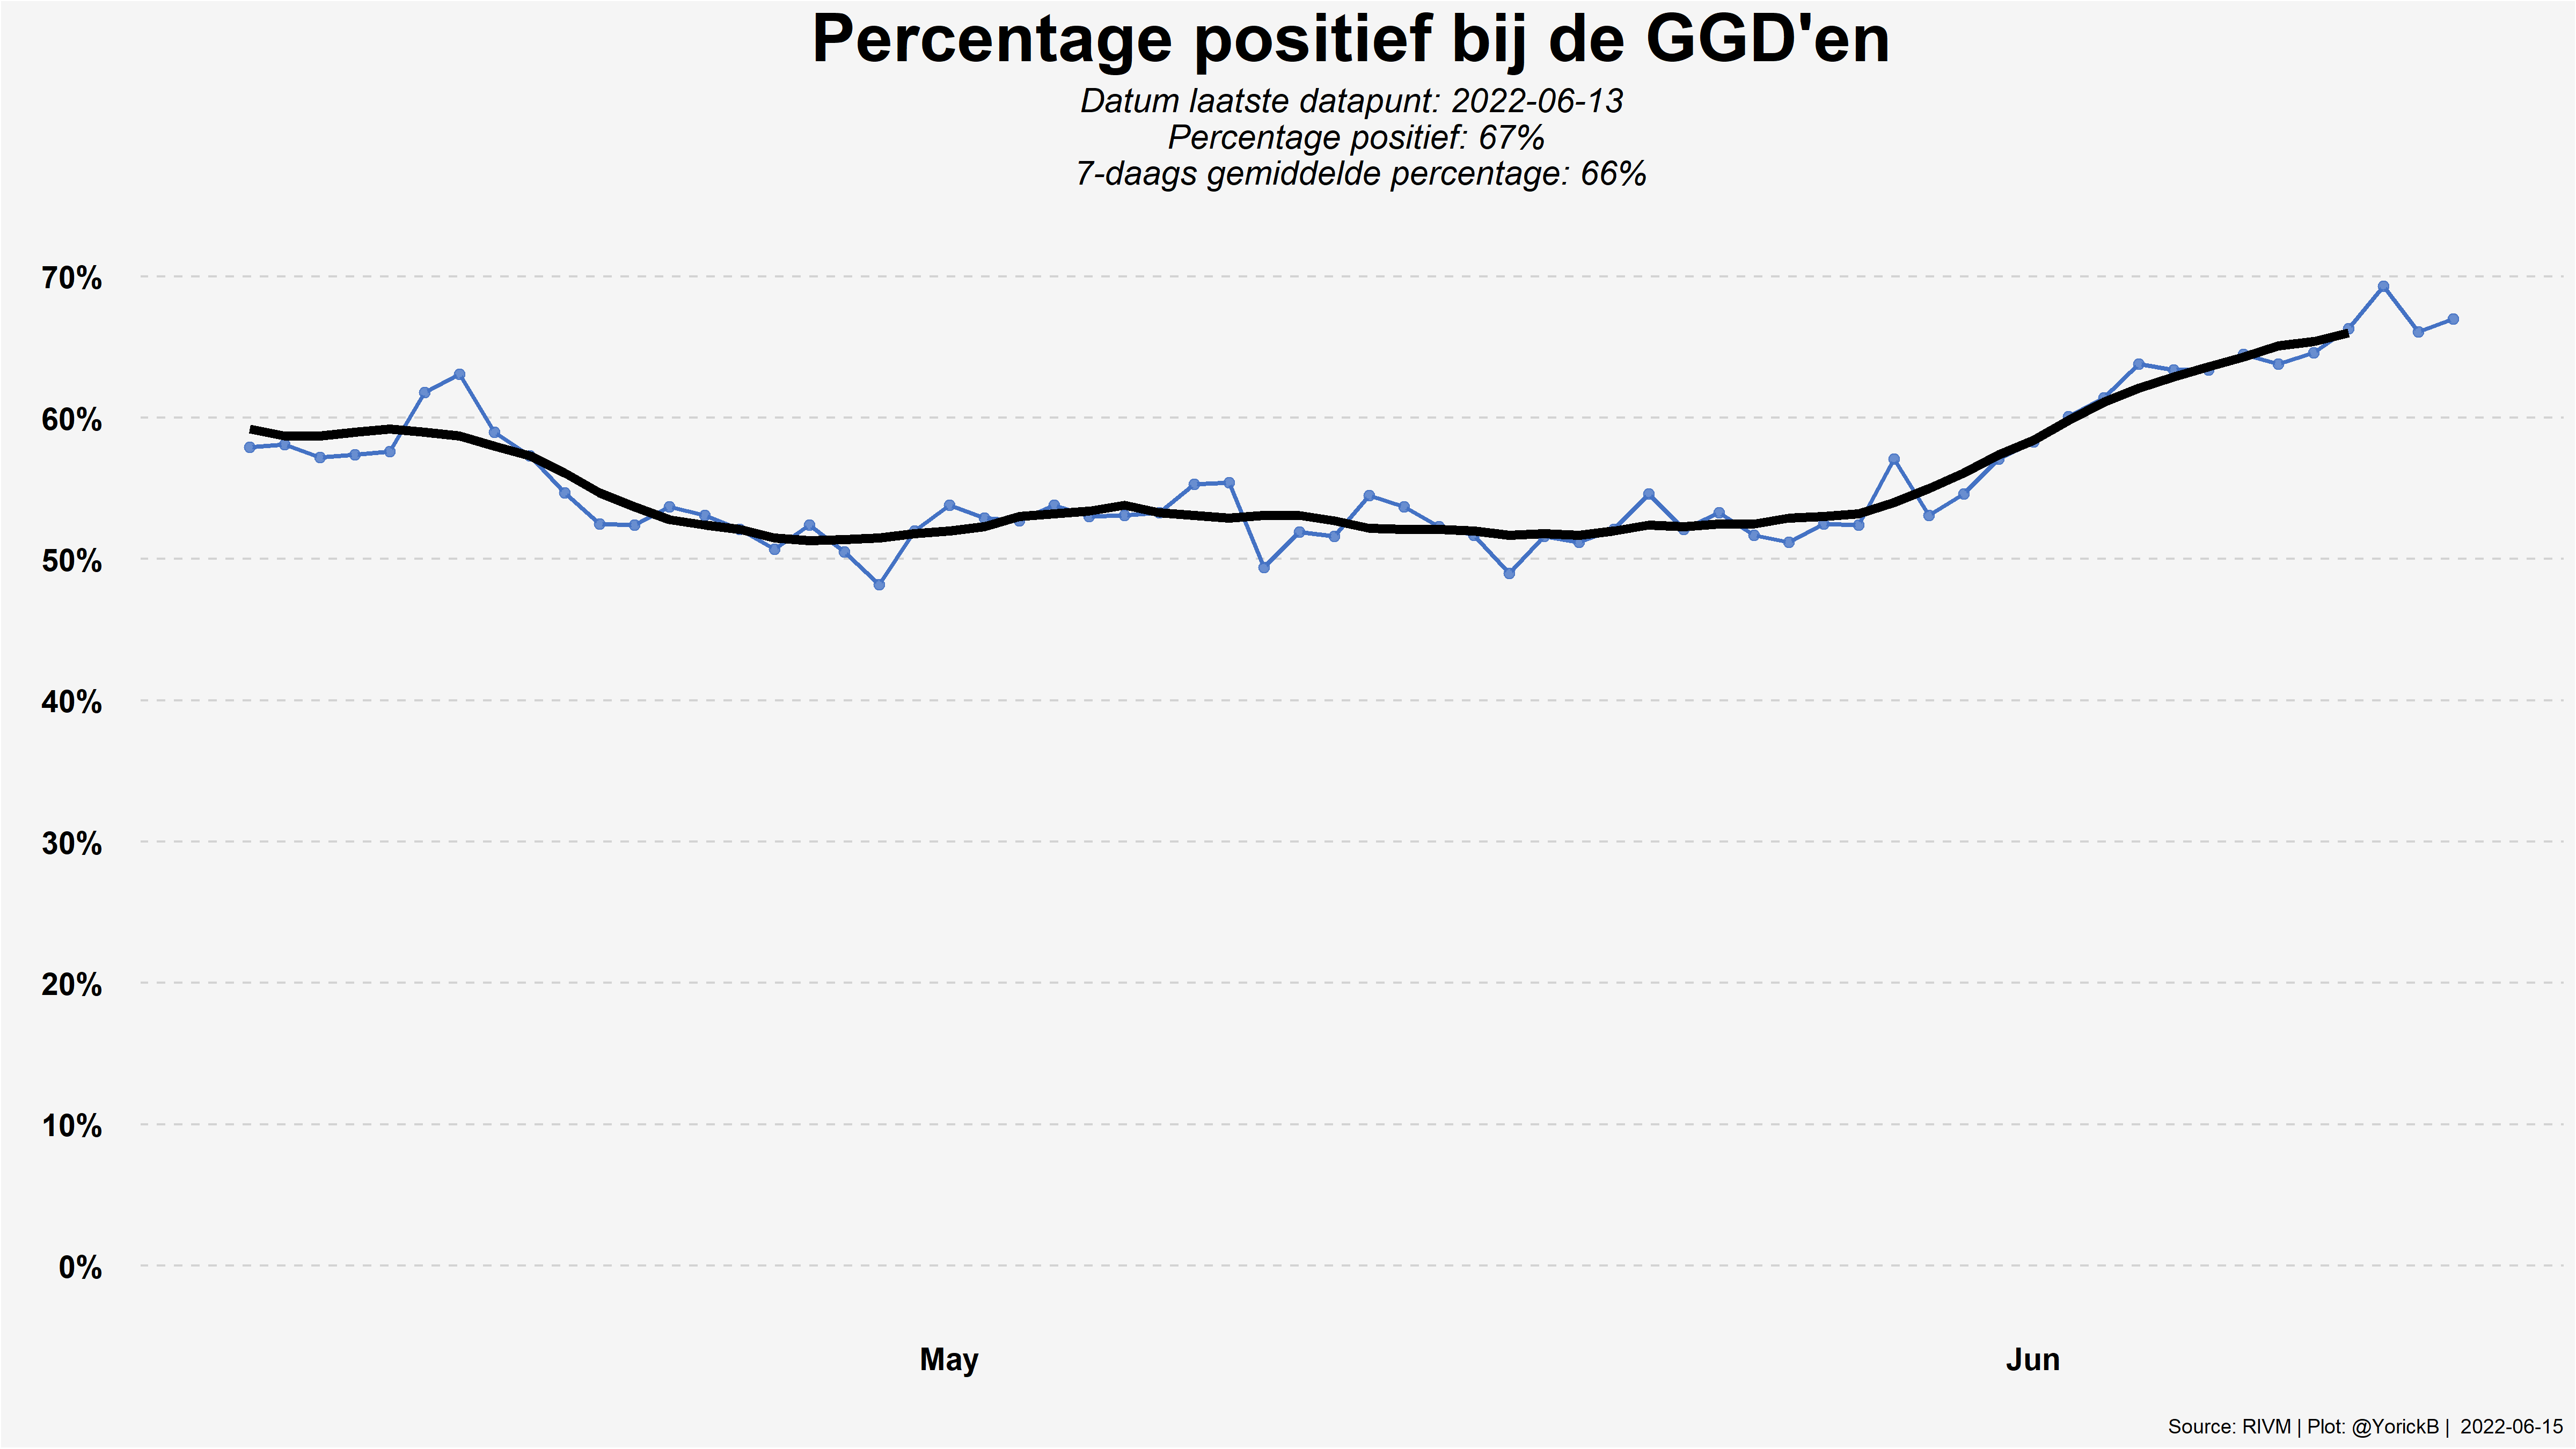 Percentage positief bij de GGD'en
Datum laatste datapunt: 2022-06-13
Percentage positief: 67%
7-daags gemiddelde percentage: 66%
70%
60%
50%
40%
30%
20%
10%
0%
May Jun
Source: RIVM | Plot: @YorickB | 2022-06-15